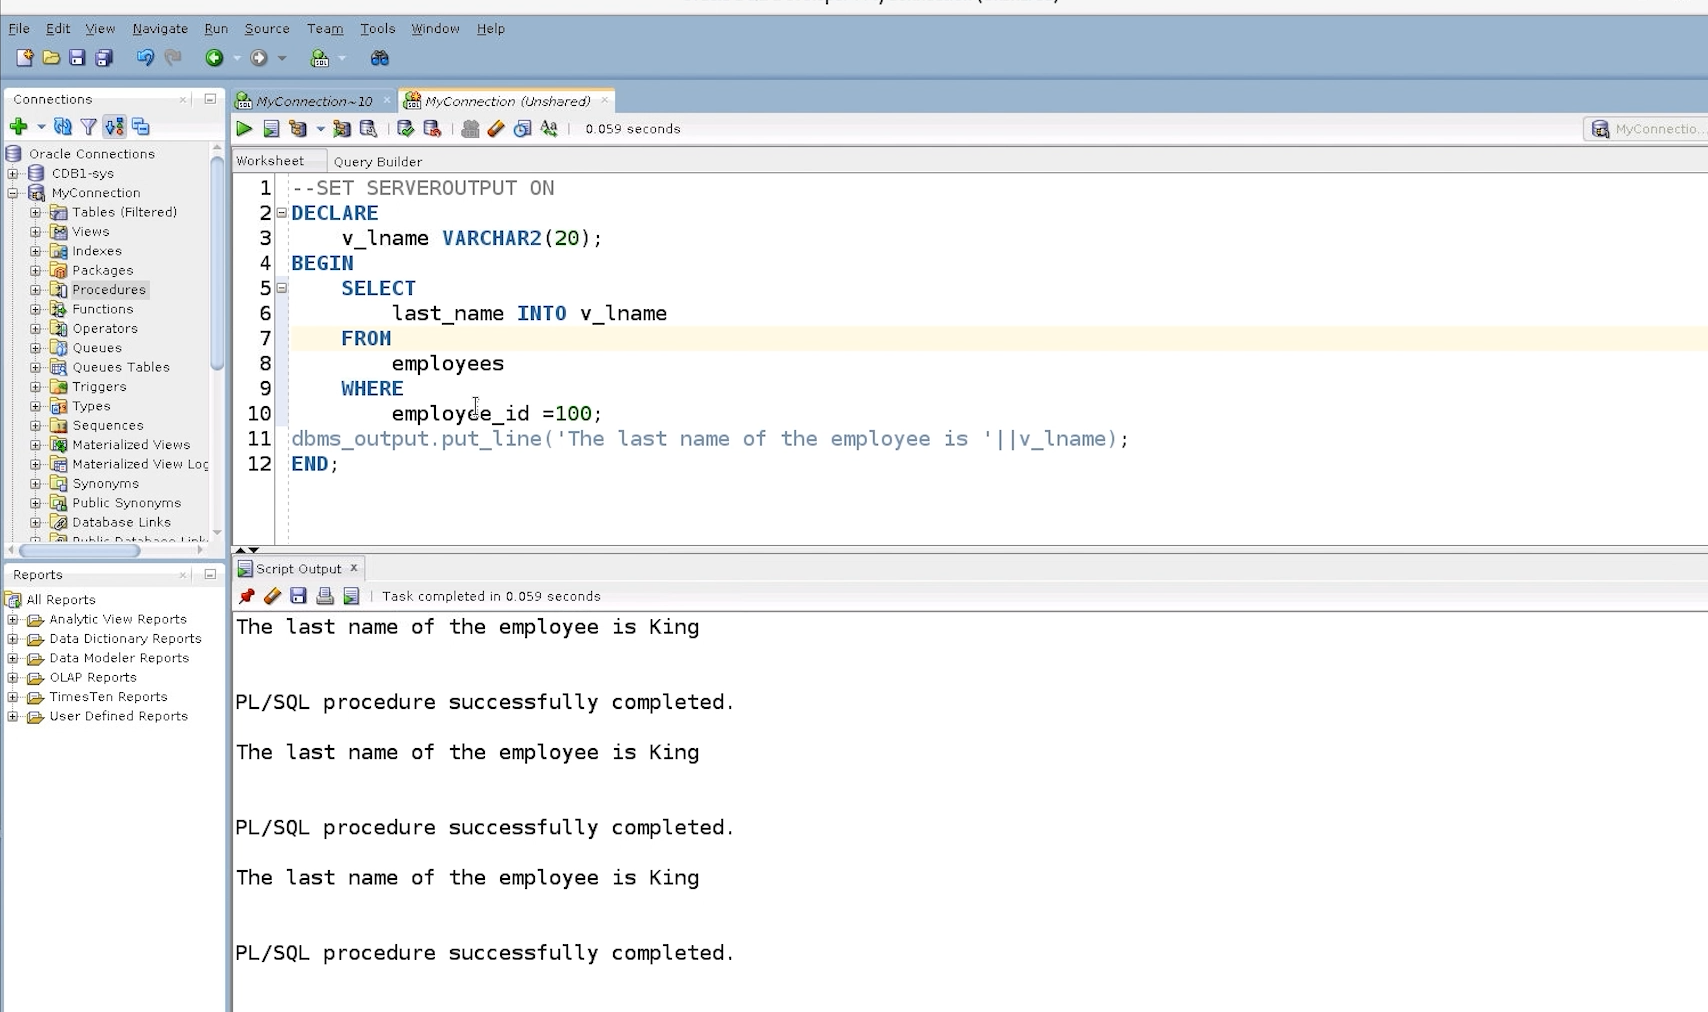 File Edit View Navigate Run Source Team Tools Window Help
Connections
MyConnection~10
MyConnection (Unshared)
0.059 seconds
MyConnectio...
Oracle Connections
CDB1-sys
MyConnection
Tables (Filtered)
Views
Indexes
Packages
Procedures
Functions
Operators
Queues
Queues Tables
Triggers
Types
Sequences
Materialized Views
Materialized View Log
Synonyms
Public Synonyms
Database Links
Worksheet Query Builder
1 --SET SERVEROUTPUT ON
2 DECLARE
3 v_lname VARCHAR2(20);
4 BEGIN
5 SELECT
6 last_name INTO v_lname
7 FROM
8 employees
9 WHERE
10 employee_id =100;
11 dbms_output.put_line('The last name of the employee is '||v_lname);
12 END;
Reports
All Reports
Analytic View Reports
Data Dictionary Reports
Data Modeler Reports
OLAP Reports
TimesTen Reports
User Defined Reports
Script Output x
Task completed in 0.059 seconds
The last name of the employee is King
PL/SQL procedure successfully completed.
The last name of the employee is King
PL/SQL procedure successfully completed.
The last name of the employee is King
PL/SQL procedure successfully completed.